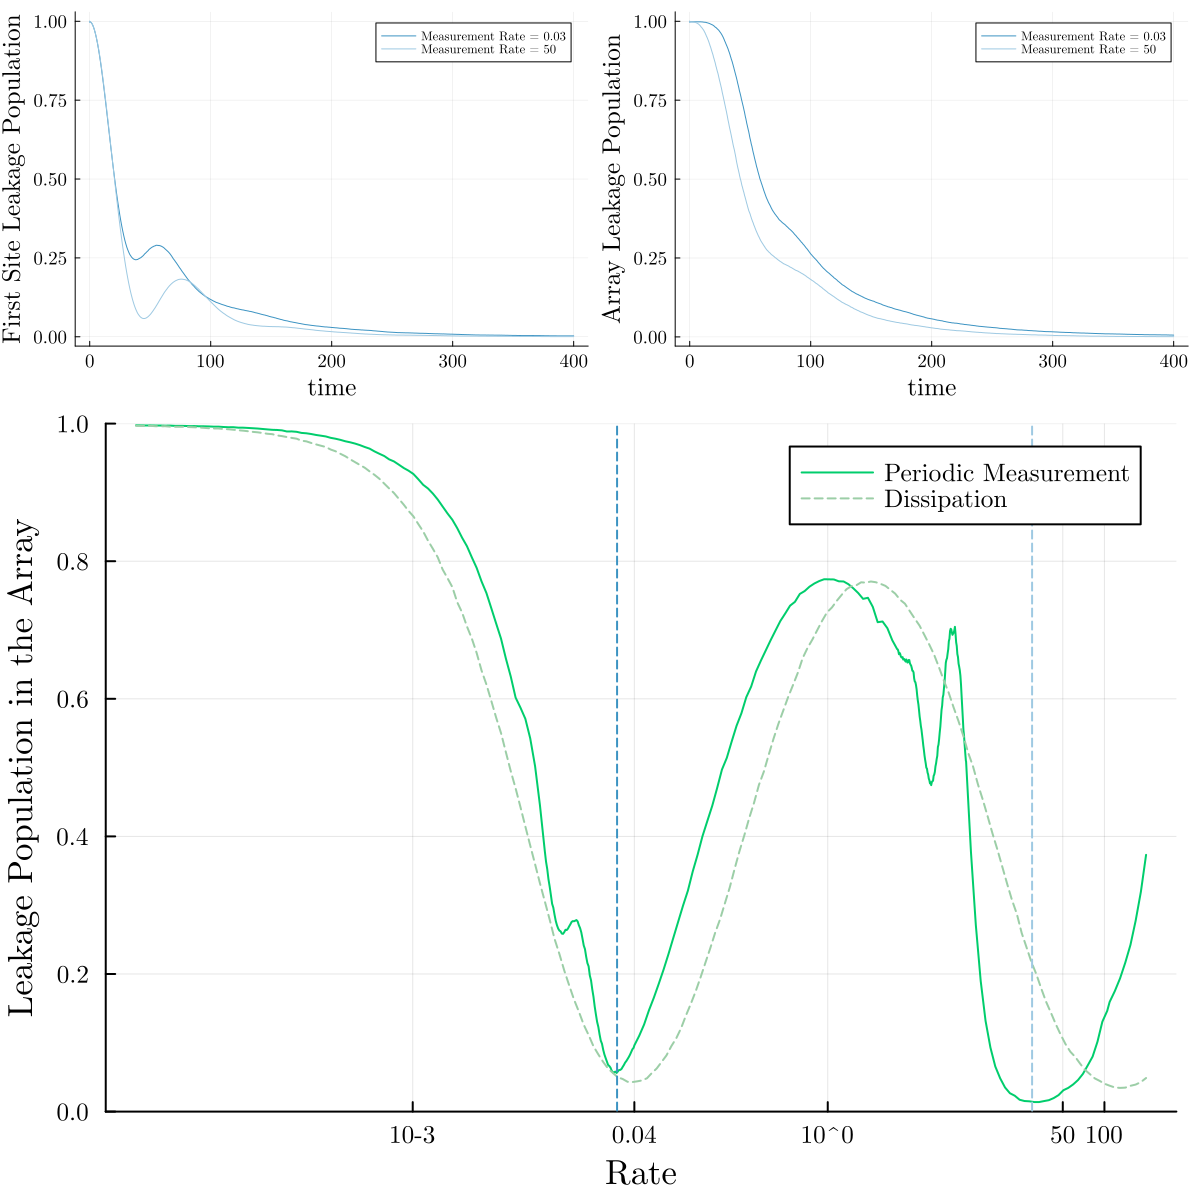 First Site Leakage Population
1.00
0.75
0.50
0.25
0.00
Measurement Rate = 0.03
Measurement Rate = 50
0
100
200
300
400
time
Array Leakage Population
1.00
0.75
0.50
0.25
0.00
Measurement Rate = 0.03
Measurement Rate = 50
0
100
200
300
400
time
Leakage Population in the Array
1.0
0.8
0.6
0.4
0.2
0.0
Periodic Measurement
Dissipation
10-3
0.04
10^0
50
100
Rate